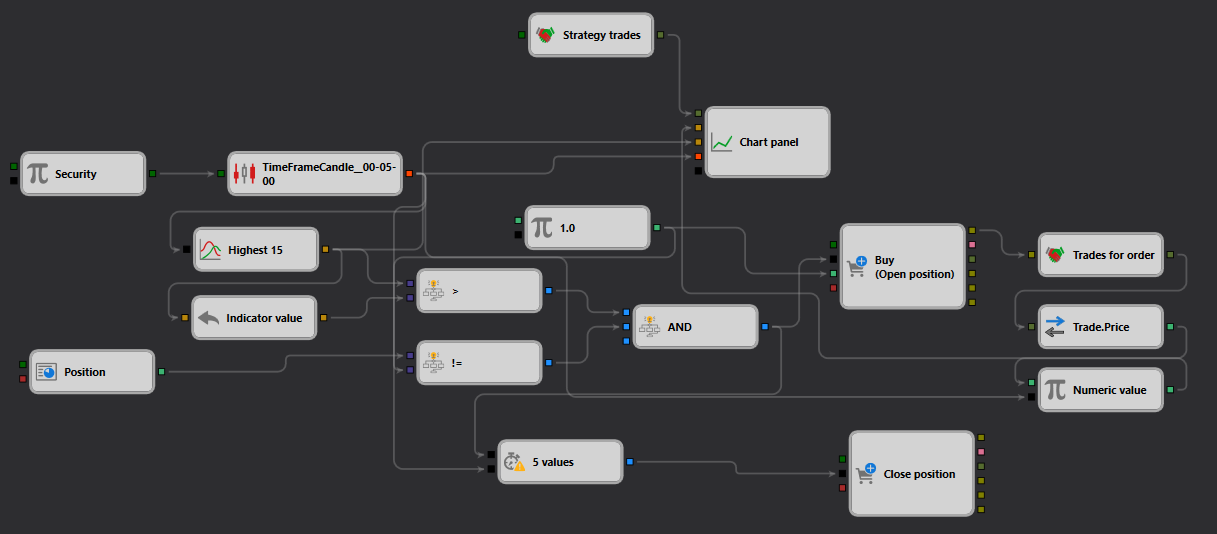 Strategy trades
Chart panel
Security
TimeFrameCandle_00-05-
00
1.0
Highest 15
Buy
(Open position)
Trades for order
>
Indicator value
AND
Trade.Price
Position
!=
Numeric value
5 values
Close position